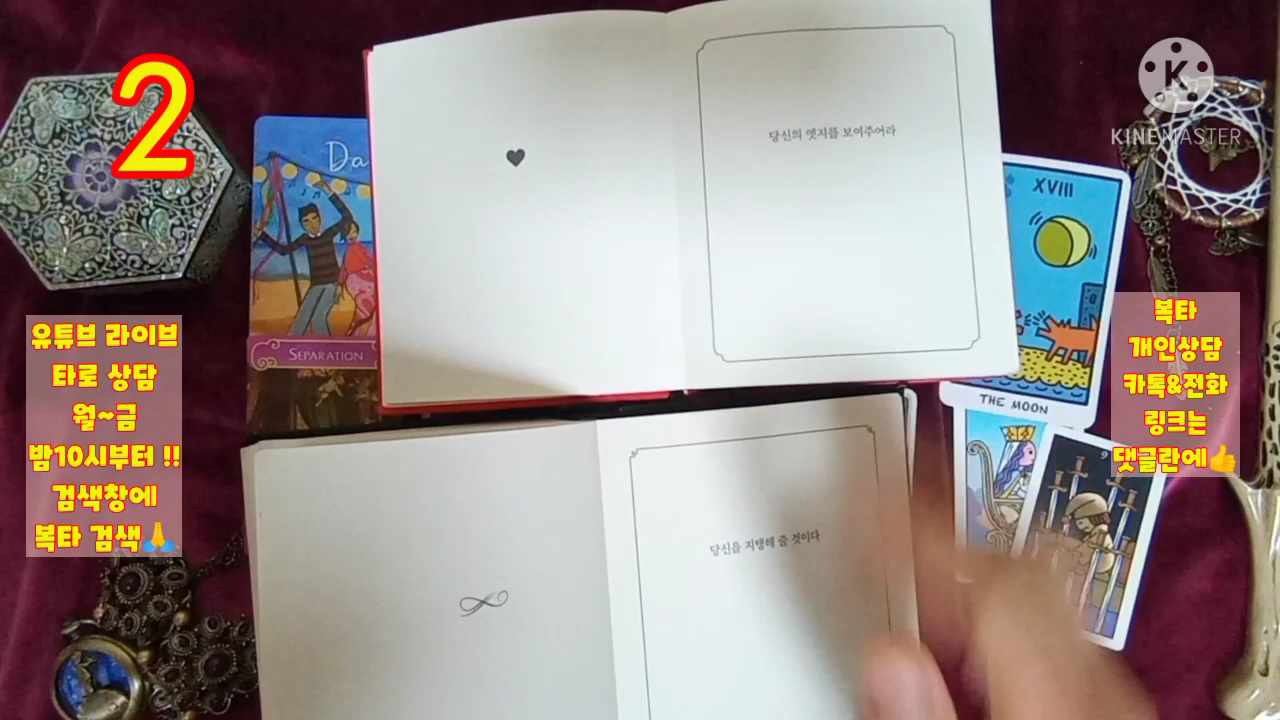 2
Da
당신의 엣지를 보여주어라
KINEMASTER
XVIII
SEPARATION
THE MOON
유튜브 라이브
타로 상담
월~금
밤10시부터 !!
검색창에
복타 검색🙏
복타
개인상담
카톡&전화
링크는
댓글란에👍
9
당신을 지탱해 줄 것이다